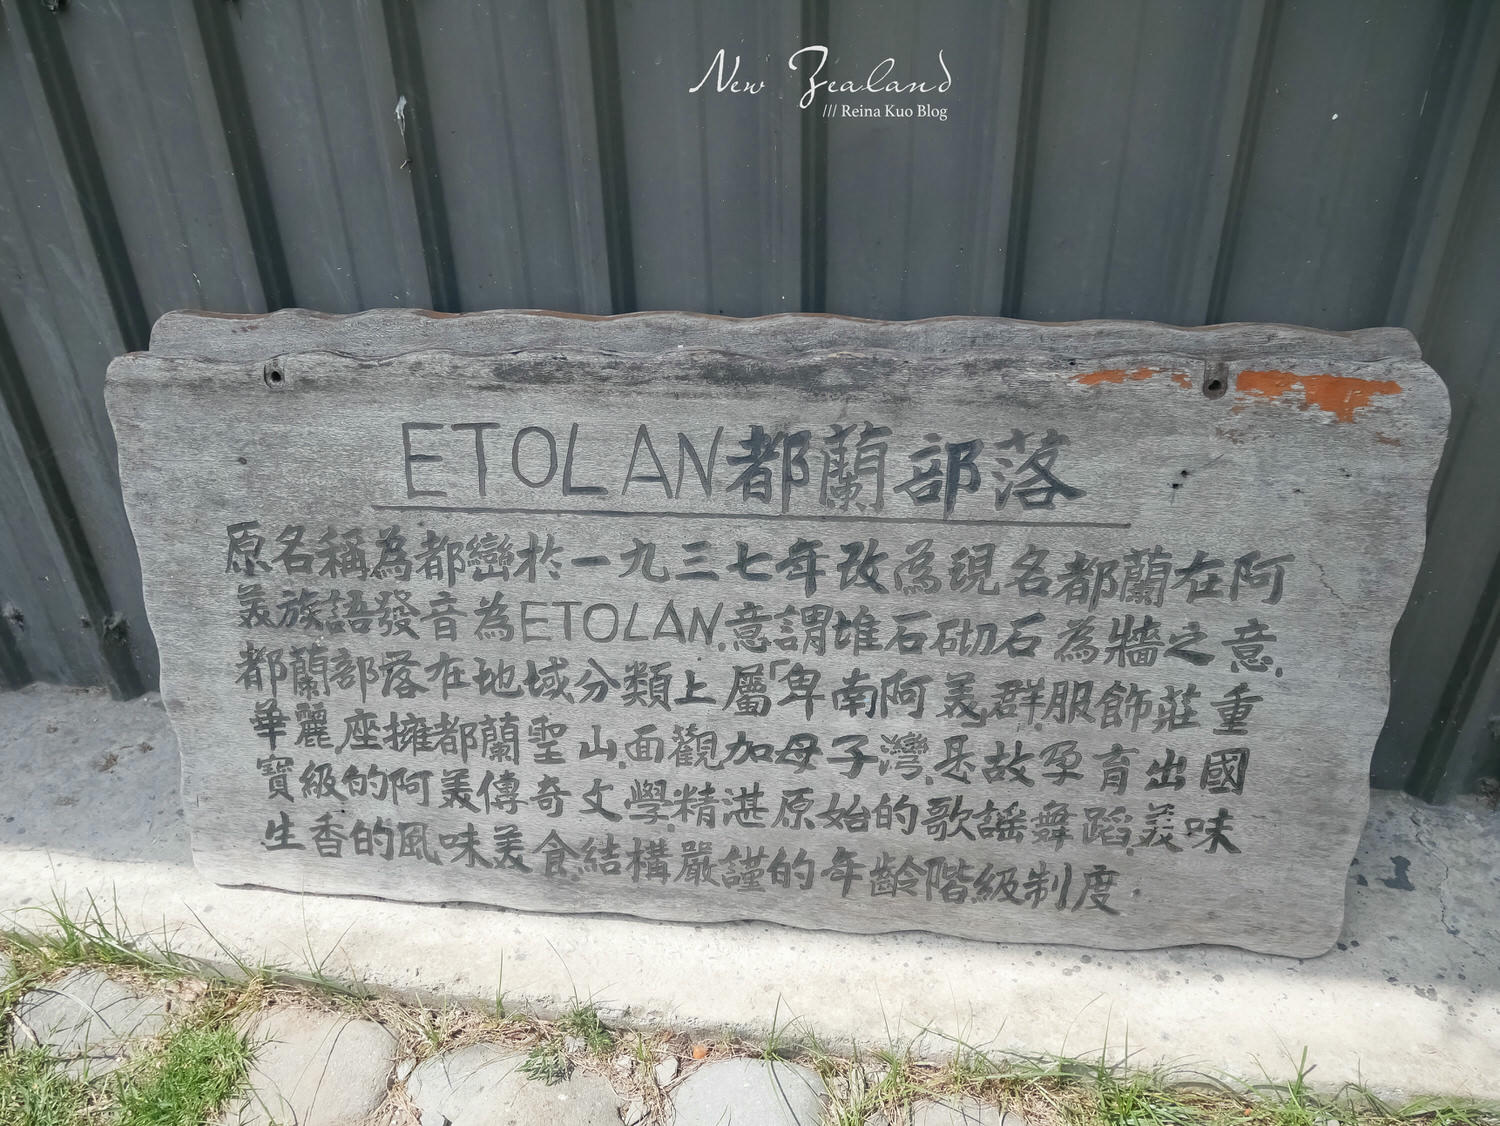 New Zealand
/// Reina Kuo Blog
ETOLAN都蘭部落
原名稱為都巒於一九三七年改為現名都蘭在阿
美族語發音為ETOLAN.意謂堆石砌石為牆之意.
都蘭部落在地域分類上屬「卑南阿美」群服飾莊重
華麗.座擁都蘭聖山.面觀加母子灣.是故孕育出國
寶級的阿美傳奇文學.精湛原始的歌謠舞蹈.美味
生香的風味美食.結構嚴謹的年齡階級制度.